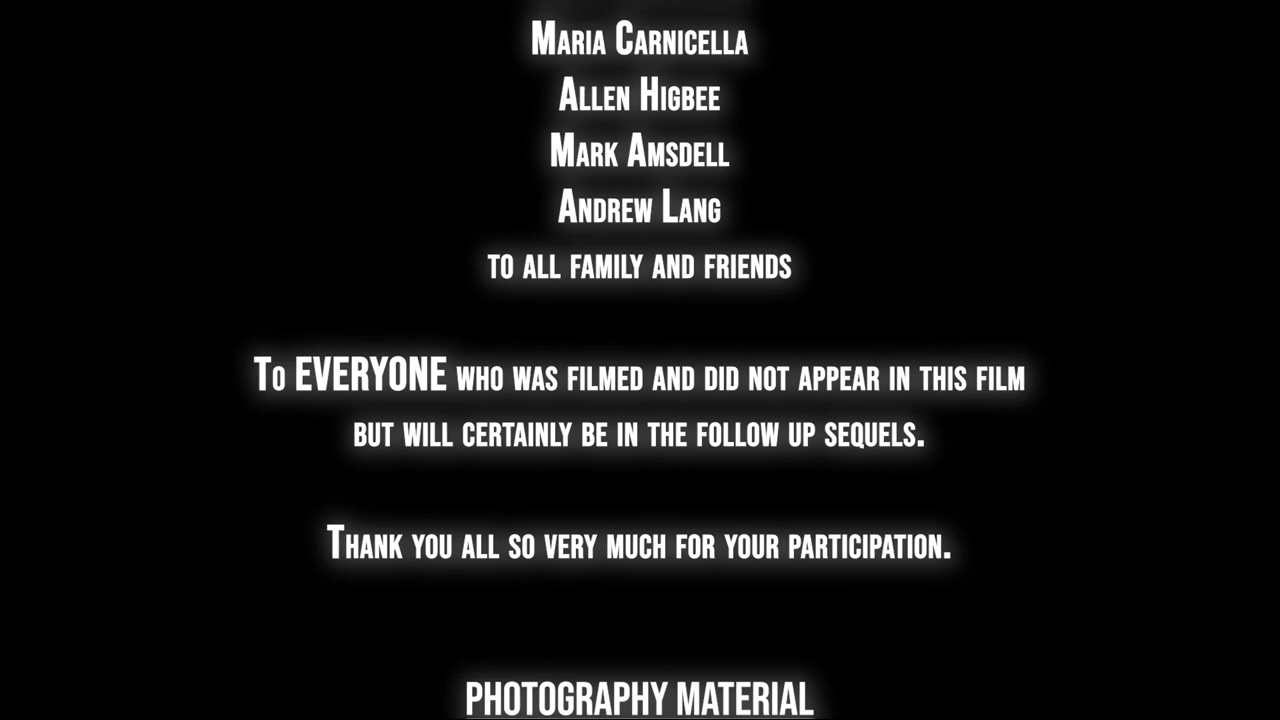 Maria Carnicella
Allen Higbee
Mark Amsdell
Andrew Lang
to all family and friends
To EVERYONE who was filmed and did not appear in this film
but will certainly be in the follow up sequels.
Thank you all so very much for your participation.
PHOTOGRAPHY MATERIAL